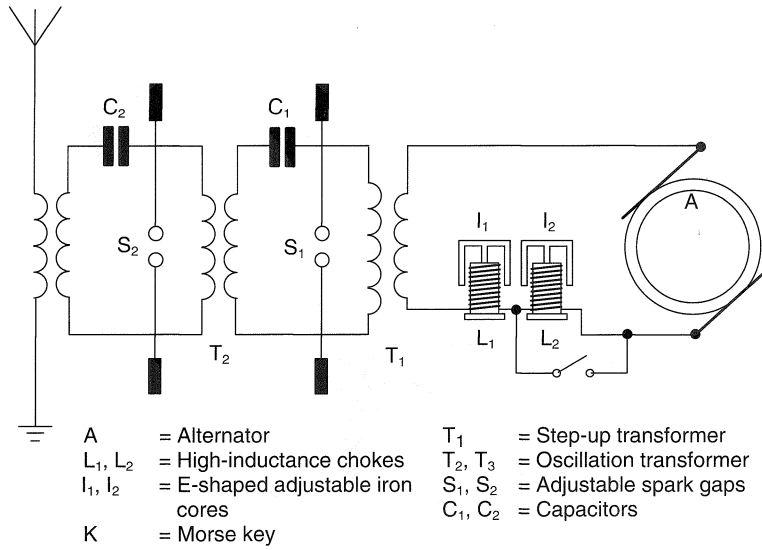 C₂
C₁
A
I₁ I₂
S₂
S₁
L₁ L₂
T₂
T₁
A = Alternator
L₁, L₂ = High-inductance chokes
I₁, I₂ = E-shaped adjustable iron
cores
K = Morse key
T₁ = Step-up transformer
T₂, T₃ = Oscillation transformer
S₁, S₂ = Adjustable spark gaps
C₁, C₂ = Capacitors